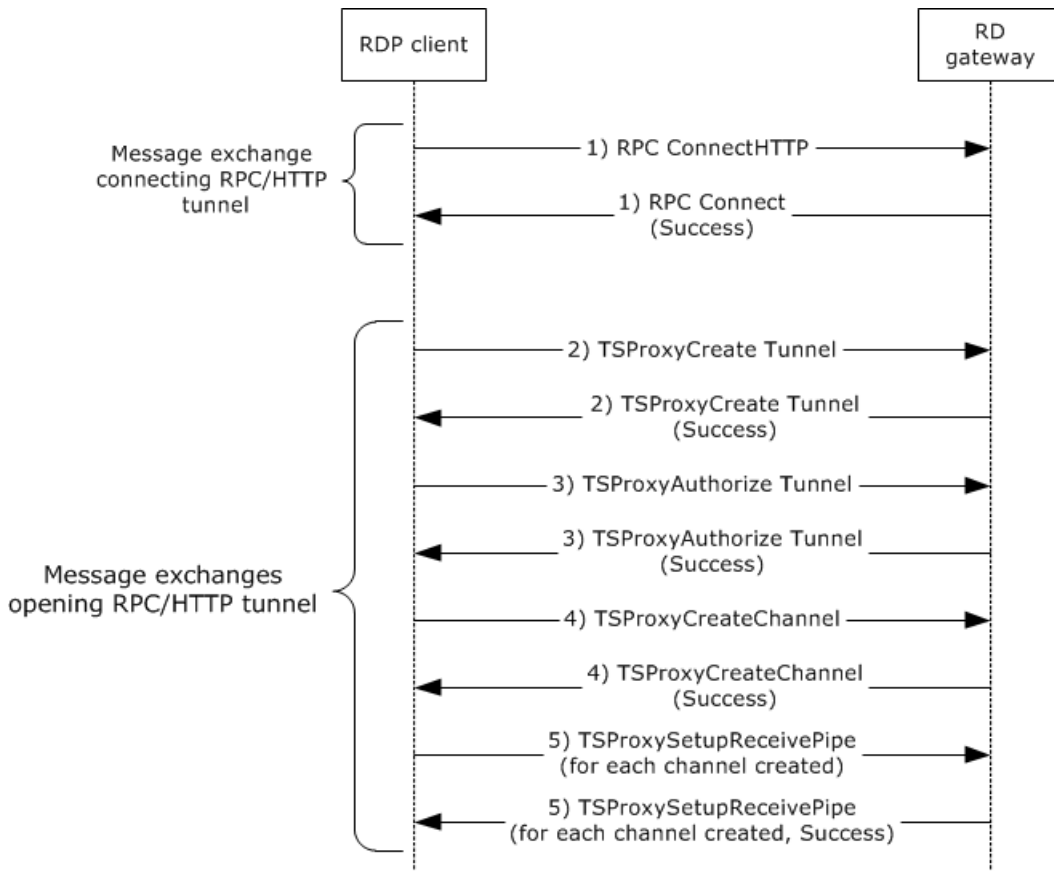 RDP client
RD
gateway
Message exchange
connecting RPC/HTTP
tunnel
1) RPC ConnectHTTP
1) RPC Connect
(Success)
Message exchanges
opening RPC/HTTP tunnel
2) TSProxyCreate Tunnel
2) TSProxyCreate Tunnel
(Success)
3) TSProxyAuthorize Tunnel
3) TSProxyAuthorize Tunnel
(Success)
4) TSProxyCreateChannel
4) TSProxyCreateChannel
(Success)
5) TSProxySetupReceivePipe
(for each channel created)
5) TSProxySetupReceivePipe
(for each channel created, Success)